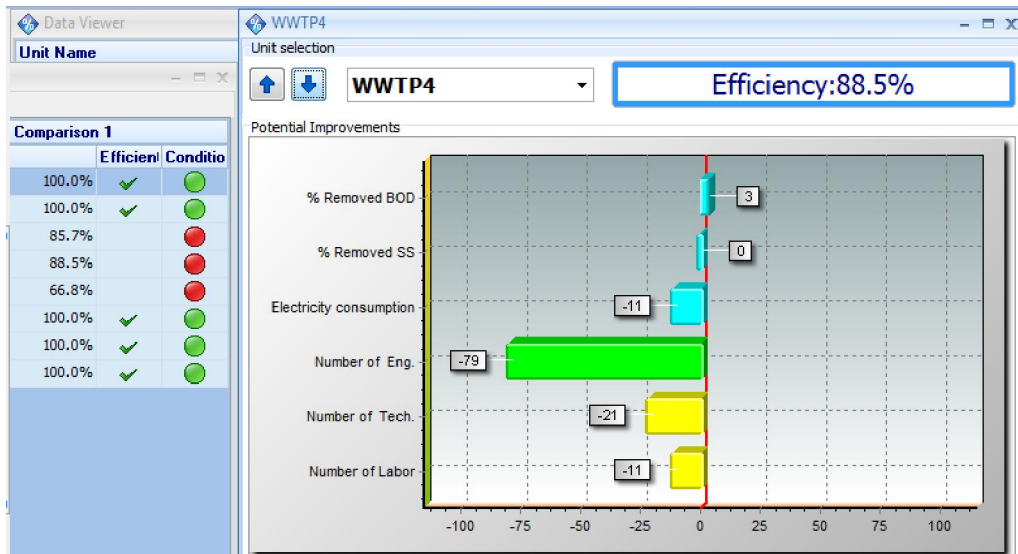 Data Viewer
Unit Name
Comparison 1
Efficien Conditio
100.0%
100.0%
85.7%
88.5%
66.8%
100.0%
100.0%
100.0%
WWTP4
Unit selection
WWTP4
Efficiency:88.5%
Potential Improvements
% Removed BOD
3
% Removed SS
0
Electricity consumption
-11
Number of Eng.
-79
Number of Tech.
-21
Number of Labor
-11
-100 -75 -50 -25 0 25 50 75 100